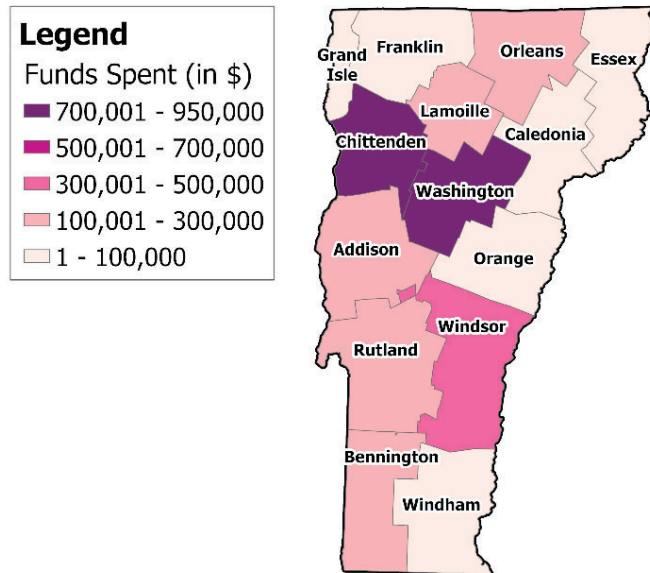 Legend
Funds Spent (in $)
700,001 - 950,000
500,001 - 700,000
300,001 - 500,000
100,001 - 300,000
1 - 100,000
Grand
Isle
Franklin
Orleans
Essex
Lamoille
Chittenden
Caledonia
Washington
Addison
Orange
Windsor
Rutland
Bennington
Windham